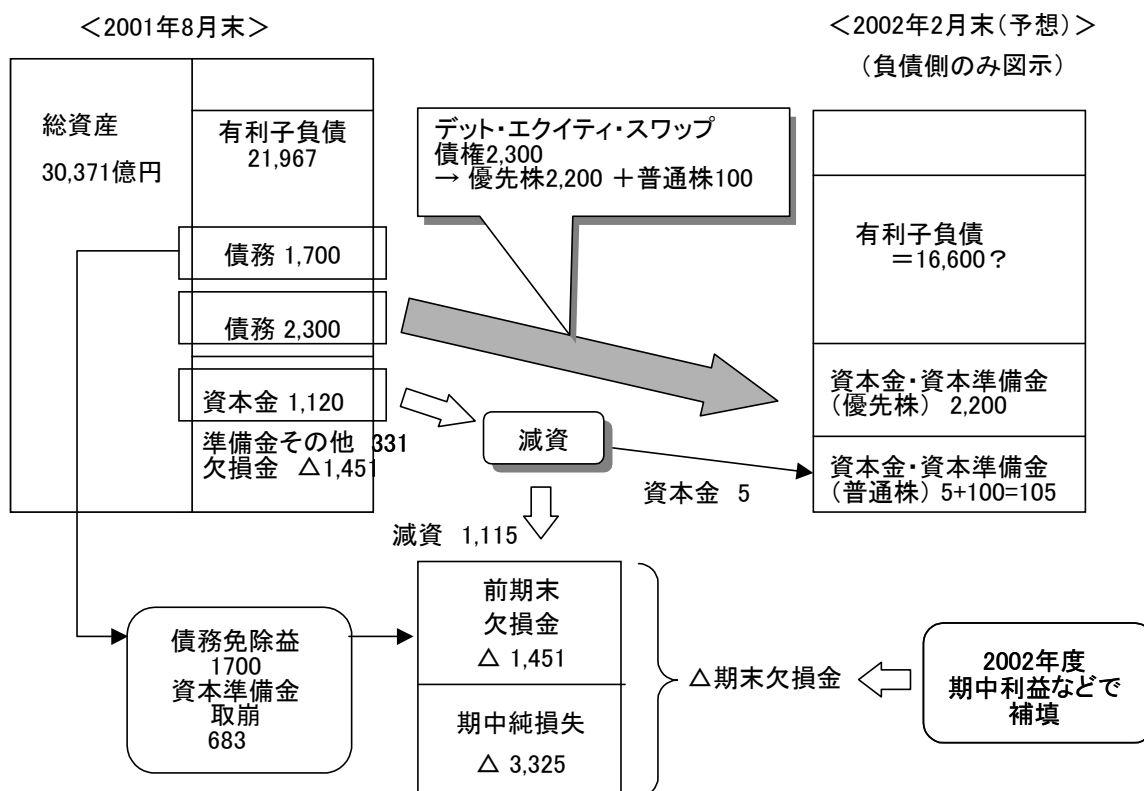 ＜2001年8月末＞
総資産
30,371億円
有利子負債
21,967
債務 1,700
債務 2,300
資本金 1,120
準備金その他 331
欠損金 △1,451
デット・エクイティ・スワップ
債権2,300
→ 優先株2,200 ＋普通株100
減資
資本金 5
減資 1,115
＜2002年2月末(予想)＞
(負債側のみ図示)
有利子負債
＝16,600？
資本金・資本準備金
(優先株) 2,200
資本金・資本準備金
(普通株) 5+100=105
債務免除益
1700
資本準備金
取崩
683
前期末
欠損金
△ 1,451
期中純損失
△ 3,325
△期末欠損金
2002年度
期中利益などで
補填